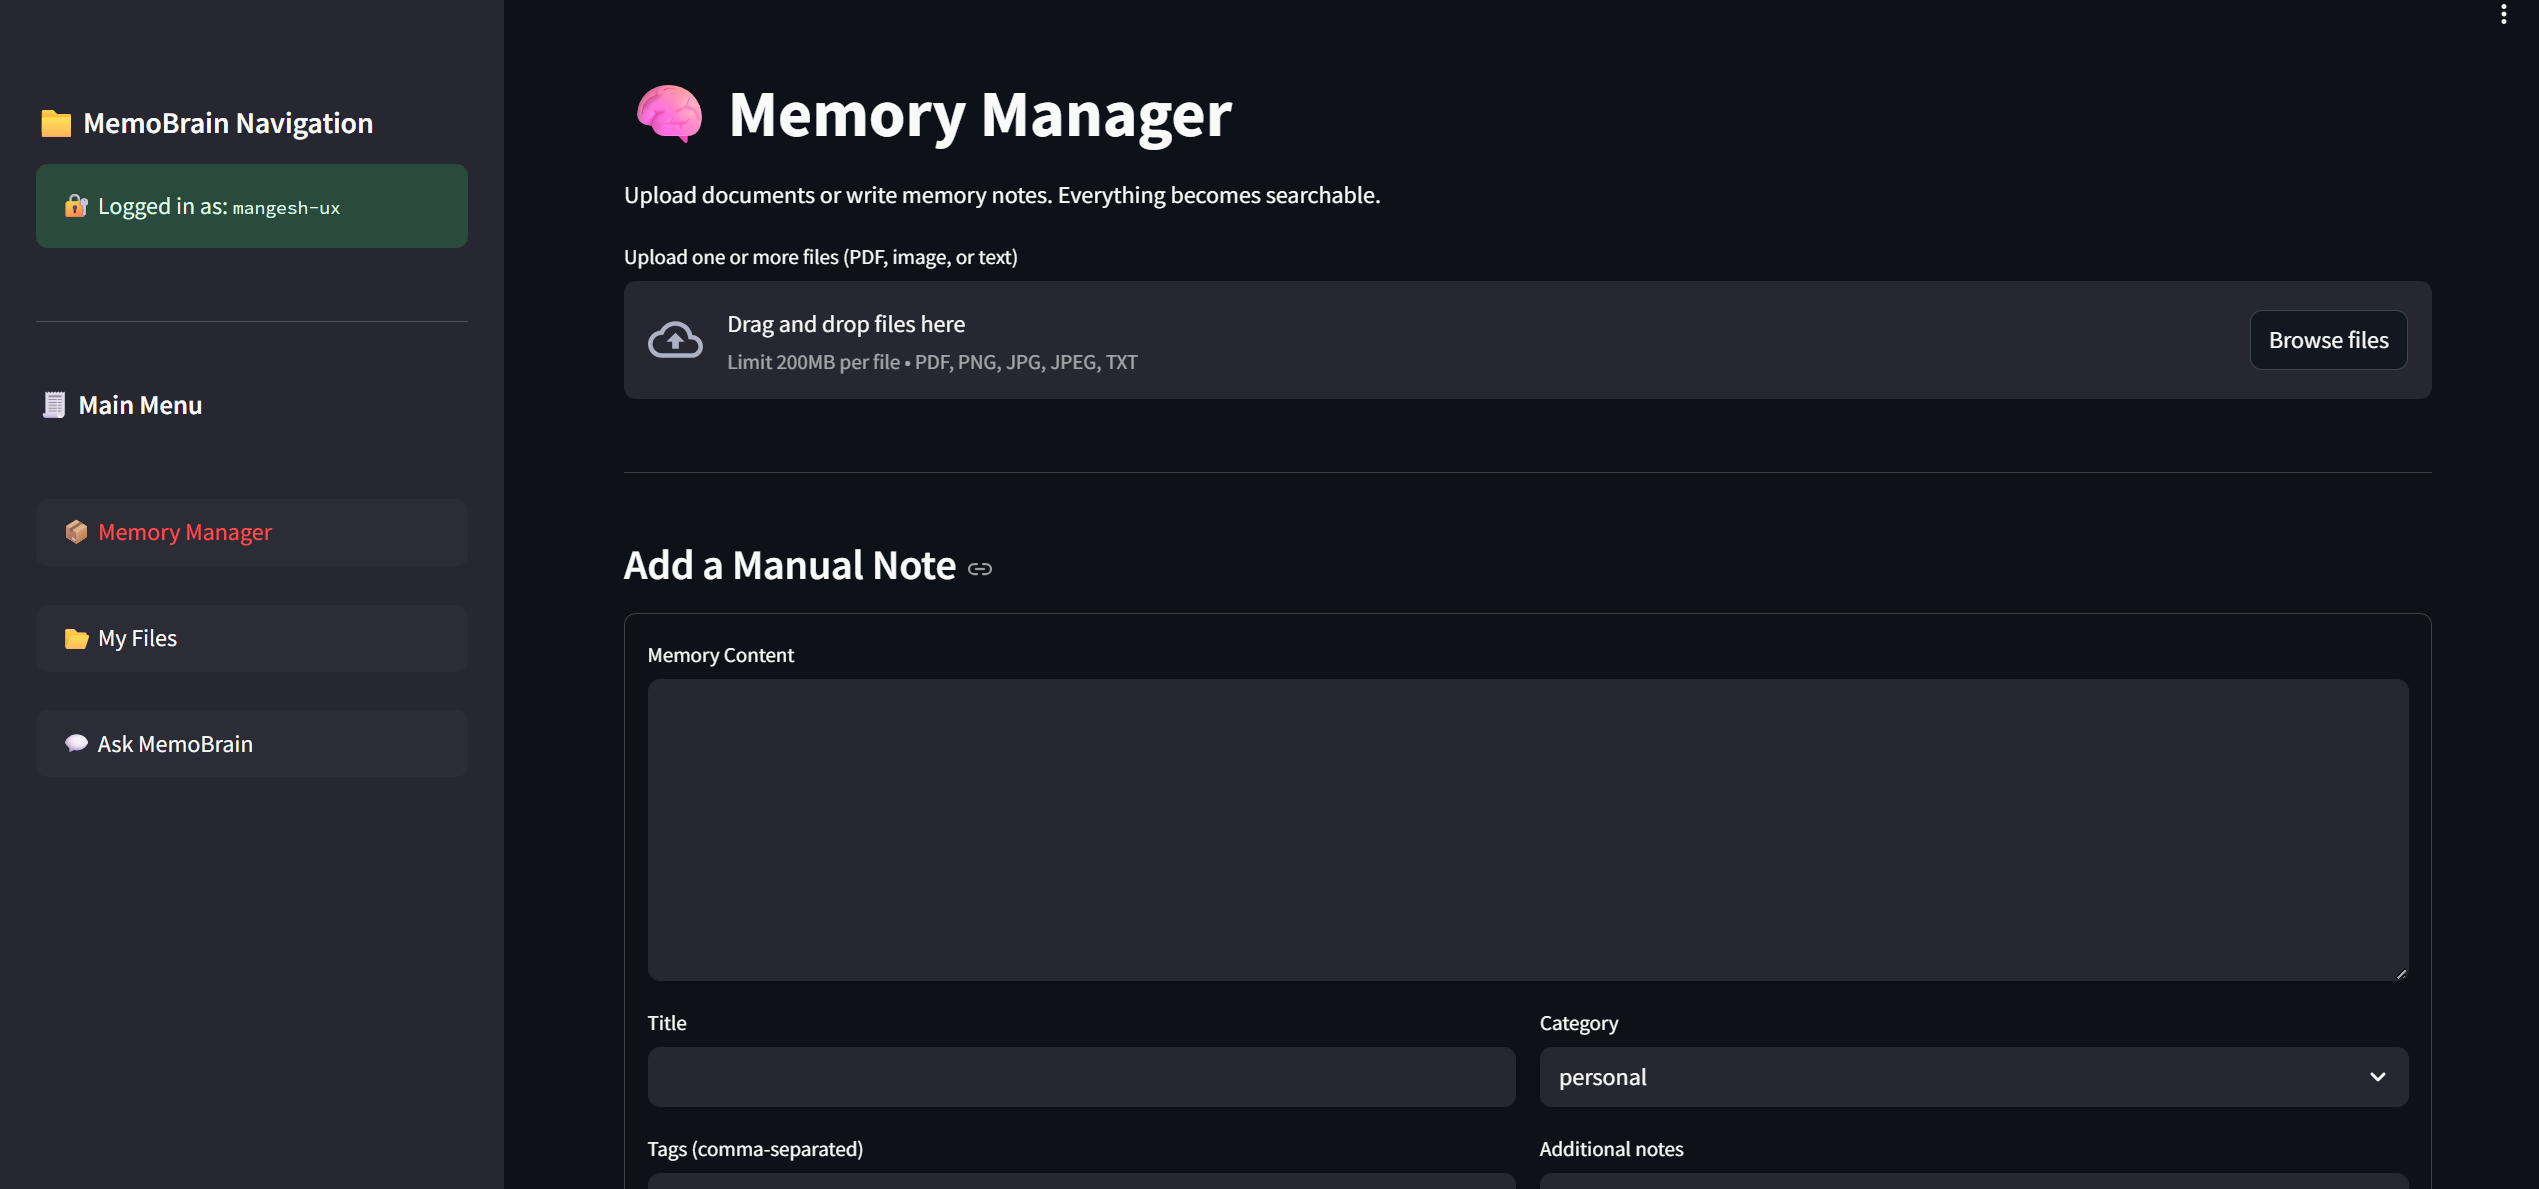 MemoBrain Navigation
Logged in as: mangesh-ux
Main Menu
Memory Manager
My Files
Ask MemoBrain
Memory Manager
Upload documents or write memory notes. Everything becomes searchable.
Upload one or more files (PDF, image, or text)
Drag and drop files here
Limit 200MB per file • PDF, PNG, JPG, JPEG, TXT
Browse files
Add a Manual Note
Memory Content
Title
Category
personal
Tags (comma-separated)
Additional notes